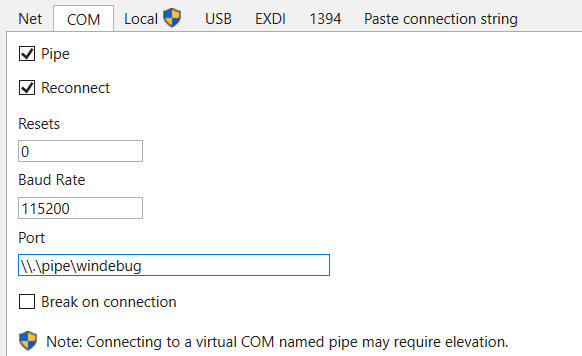 Net COM Local USB EXDI 1394 Paste connection string
Pipe
Reconnect
Resets
0
Baud Rate
115200
Port
\\.\pipe\windebug
Break on connection
Note: Connecting to a virtual COM named pipe may require elevation.